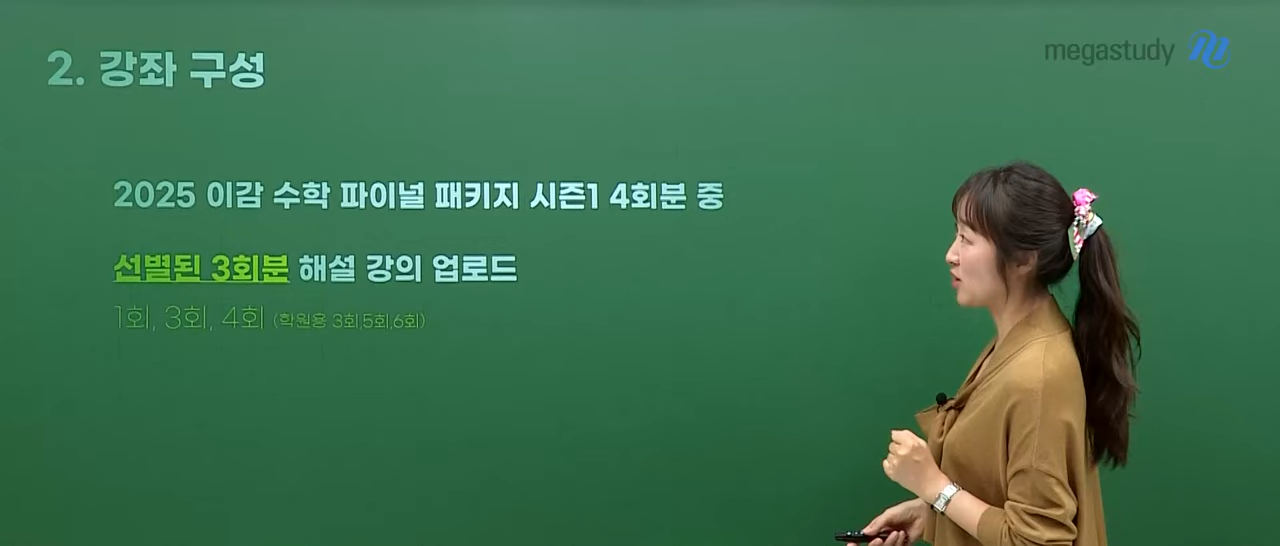 2. 강좌 구성
megastudy
2025 이감 수학 파이널 패키지 시즌1 4회분 중
선별된 3회분 해설 강의 업로드
1회, 3회, 4회 (학원용 3회,5회,6회)